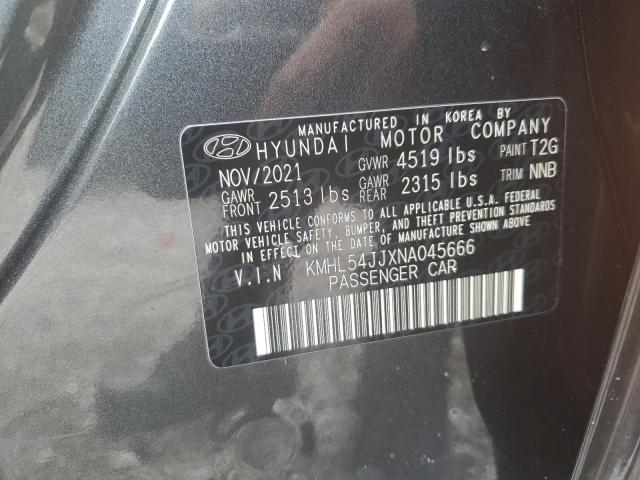 MANUFACTURED IN KOREA BY
HYUNDAI MOTOR COMPANY
NOV/2021 GVWR 4519 lbs PAINT T2G
GAWR FRONT 2513 lbs GAWR REAR 2315 lbs TRIM NNB
THIS VEHICLE CONFORMS TO ALL APPLICABLE U.S.A. FEDERAL
MOTOR VEHICLE SAFETY, BUMPER, AND THEFT PREVENTION
STANDARDS IN EFFECT ON THE DATE OF MANUFACTURE SHOWN ABOVE.
V.I.N KMHL54JJXNA045666
PASSENGER CAR